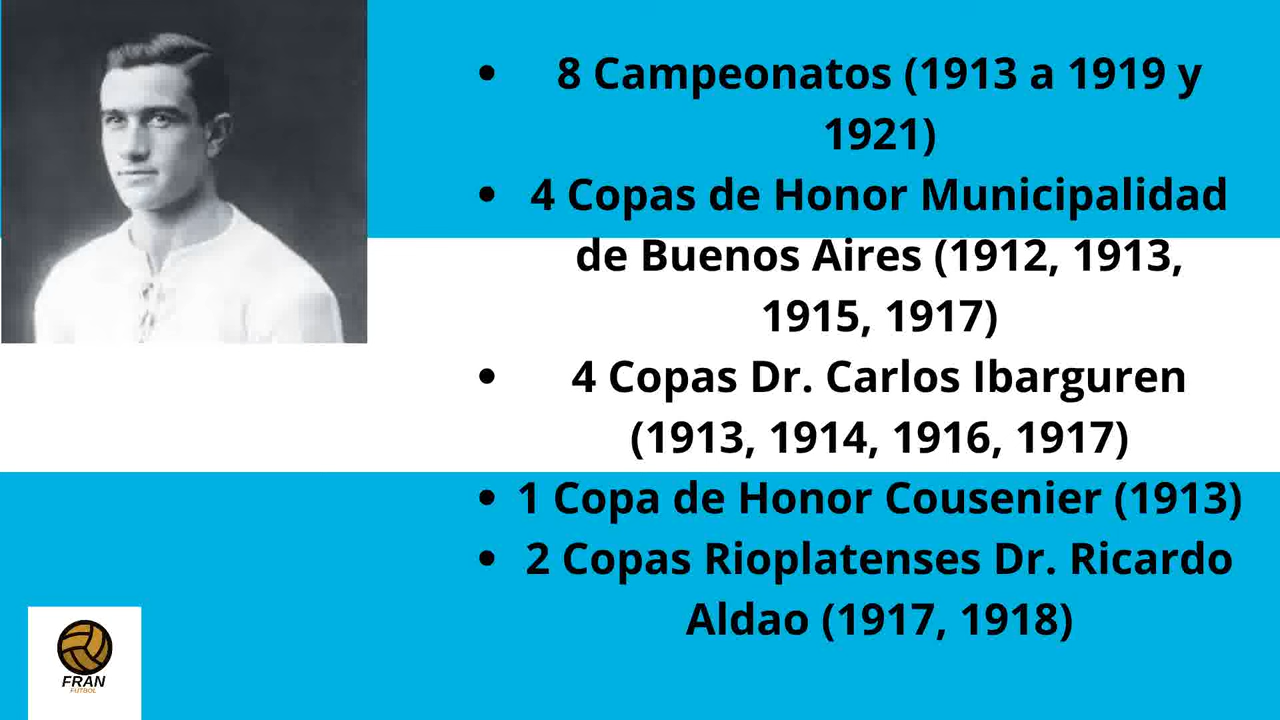 • 8 Campeonatos (1913 a 1919 y
1921)
• 4 Copas de Honor Municipalidad
de Buenos Aires (1912, 1913,
1915, 1917)
• 4 Copas Dr. Carlos Ibarguren
(1913, 1914, 1916, 1917)
• 1 Copa de Honor Cousenier (1913)
• 2 Copas Rioplatenses Dr. Ricardo
Aldao (1917, 1918)
FRAN
FUTBOL